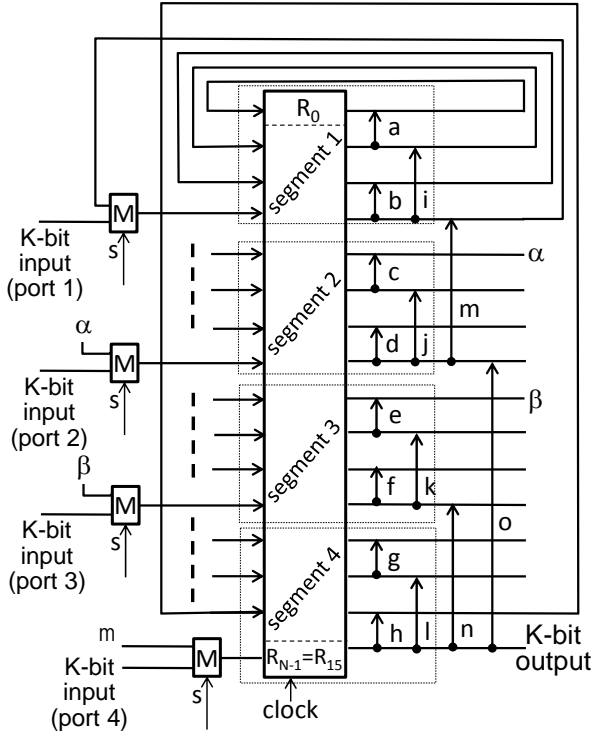 R0
a
segment 1
b
i
M
K-bit
input
(port 1)
s
α
c
segment 2
m
d
j
α
M
K-bit
input
(port 2)
s
β
e
segment 3
f
k
β
M
K-bit
input
(port 3)
s
o
g
segment 4
h
l
n
m
M
K-bit
input
(port 4)
s
RN-1=R15
K-bit
output
clock